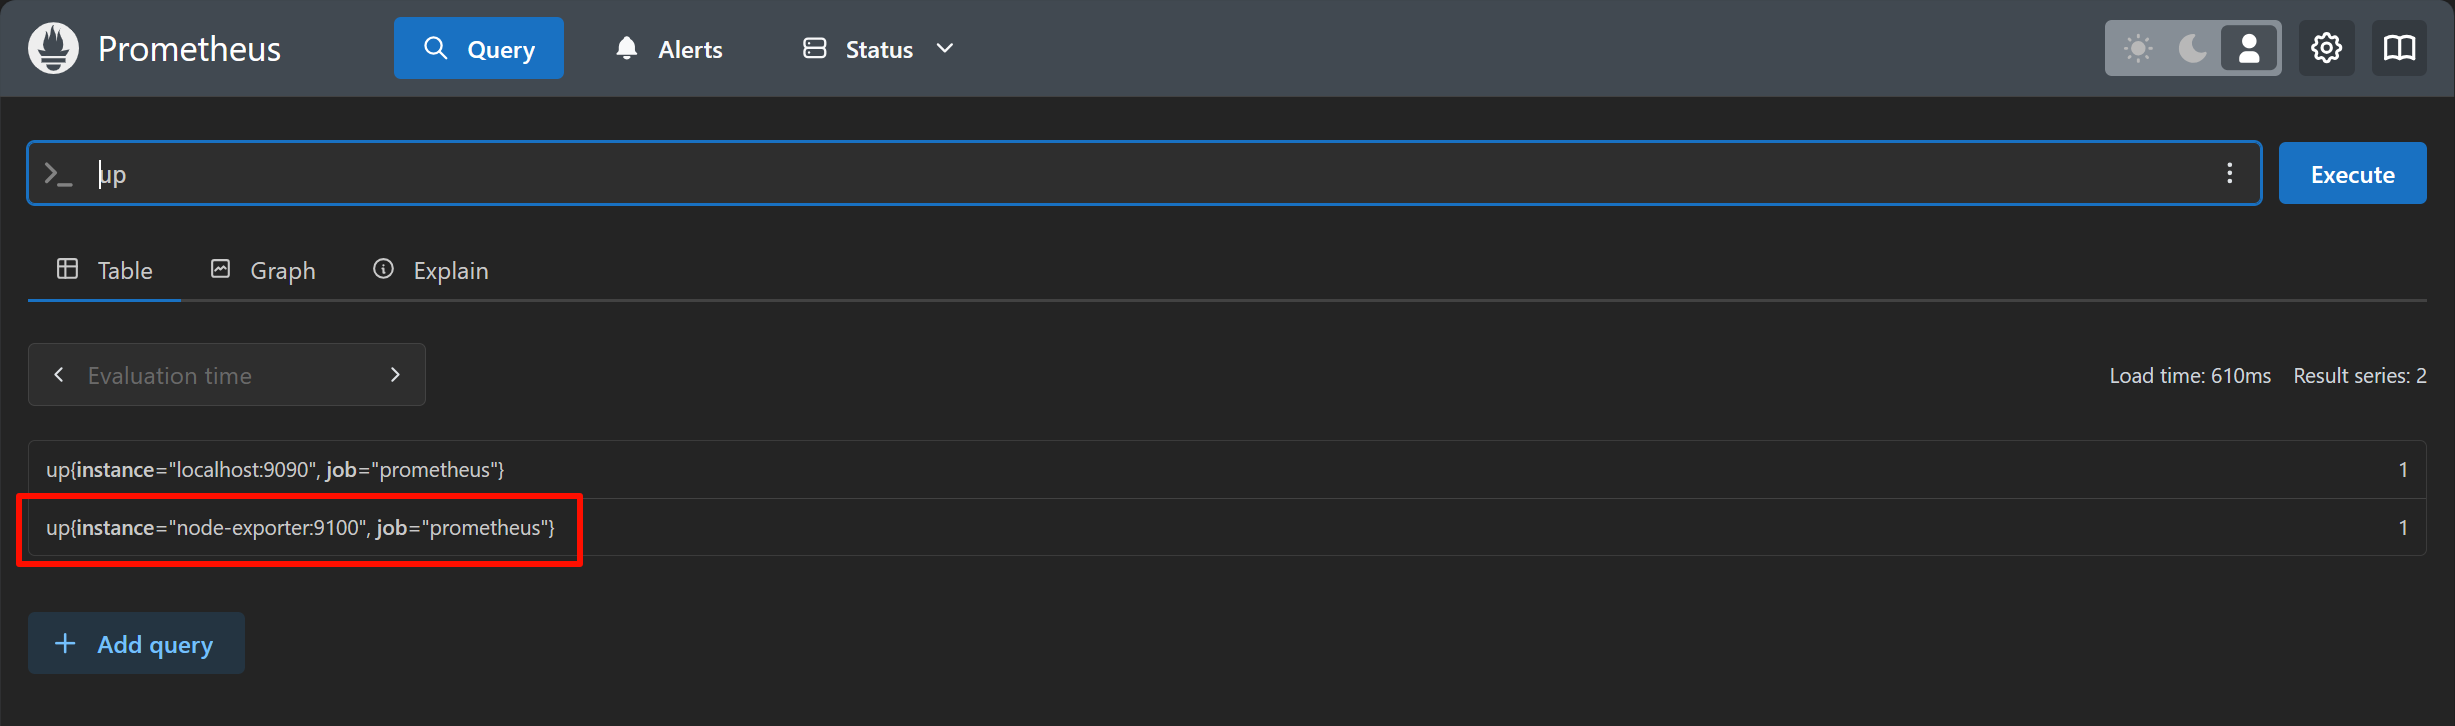 Prometheus
Query
Alerts
Status
up
Execute
Table
Graph
Explain
Evaluation time
Load time: 610ms Result series: 2
up{instance="localhost:9090", job="prometheus"} 1
up{instance="node-exporter:9100", job="prometheus"} 1
Add query